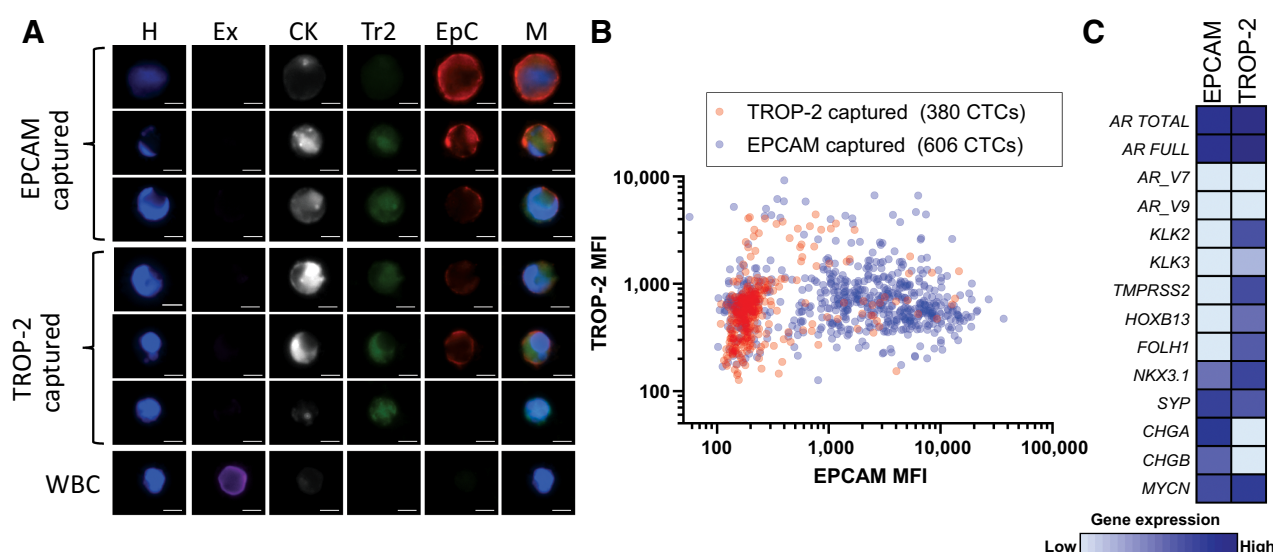 A
H Ex CK Tr2 EpC M
EPCAM
captured
TROP-2
captured
WBC
B
TROP-2 captured (380 CTCs)
EPCAM captured (606 CTCs)
TROP-2 MFI
10,000
1,000
100
100 1,000 10,000 100,000
EPCAM MFI
C
EPCAM
TROP-2
AR TOTAL
AR FULL
AR_V7
AR_V9
KLK2
KLK3
TMPRSS2
HOXB13
FOLH1
NKX3.1
SYP
CHGA
CHGB
MYCN
Gene expression
Low High